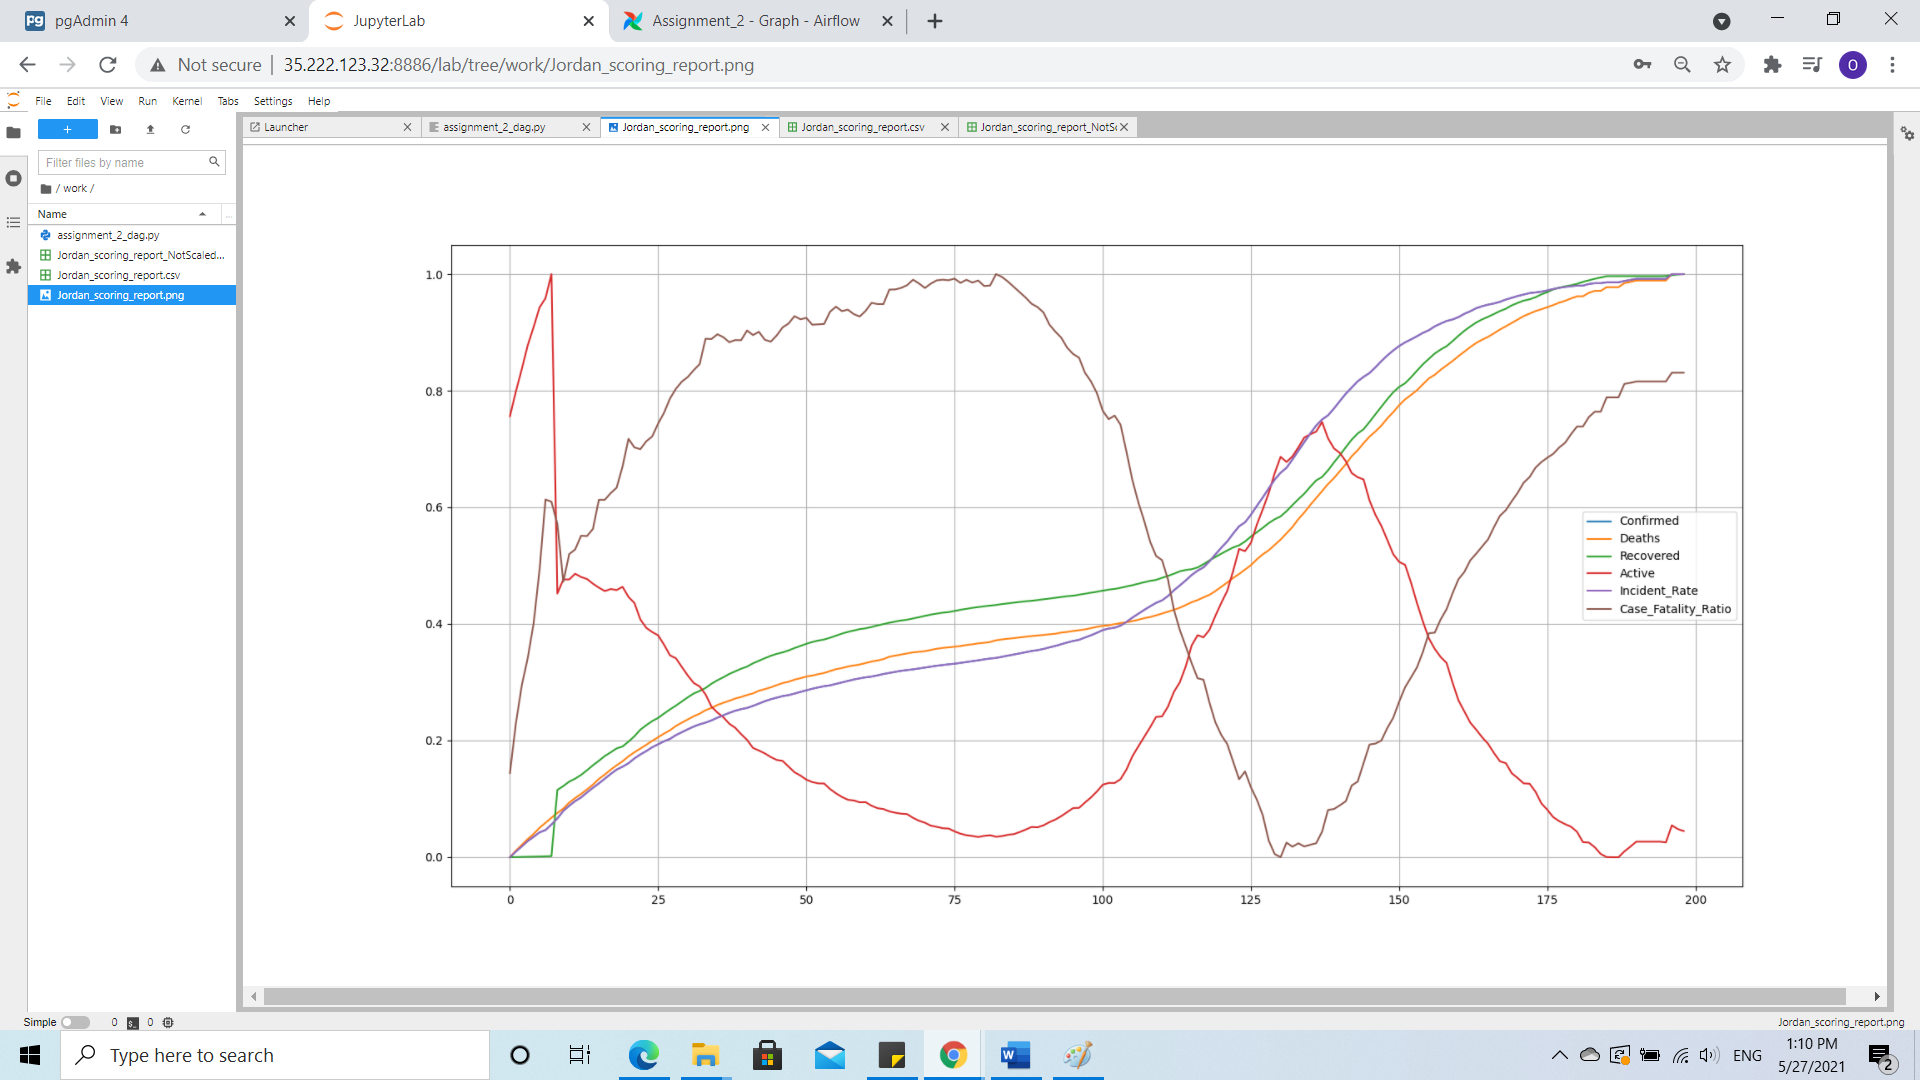 pgAdmin 4
JupyterLab
Assignment_2 - Graph - Airflow
Not secure
35.222.123.32:8886/lab/tree/work/Jordan_scoring_report.png
O
File Edit View Run Kernel Tabs Settings Help
Launcher
assignment_2_dag.py
Jordan_scoring_report.png
Jordan_scoring_report.csv
Jordan_scoring_report_NotSc
Filter files by name
/ work /
Name
...
assignment_2_dag.py
Jordan_scoring_report_NotScaled...
Jordan_scoring_report.csv
Jordan_scoring_report.png
1.0
0.8
0.6
0.4
0.2
0.0
0 25 50 75 100 125 150 175 200
Confirmed
Deaths
Recovered
Active
Incident_Rate
Case_Fatality_Ratio
Simple
0
0
Jordan_scoring_report.png
Type here to search
ENG
1:10 PM
5/27/2021
2